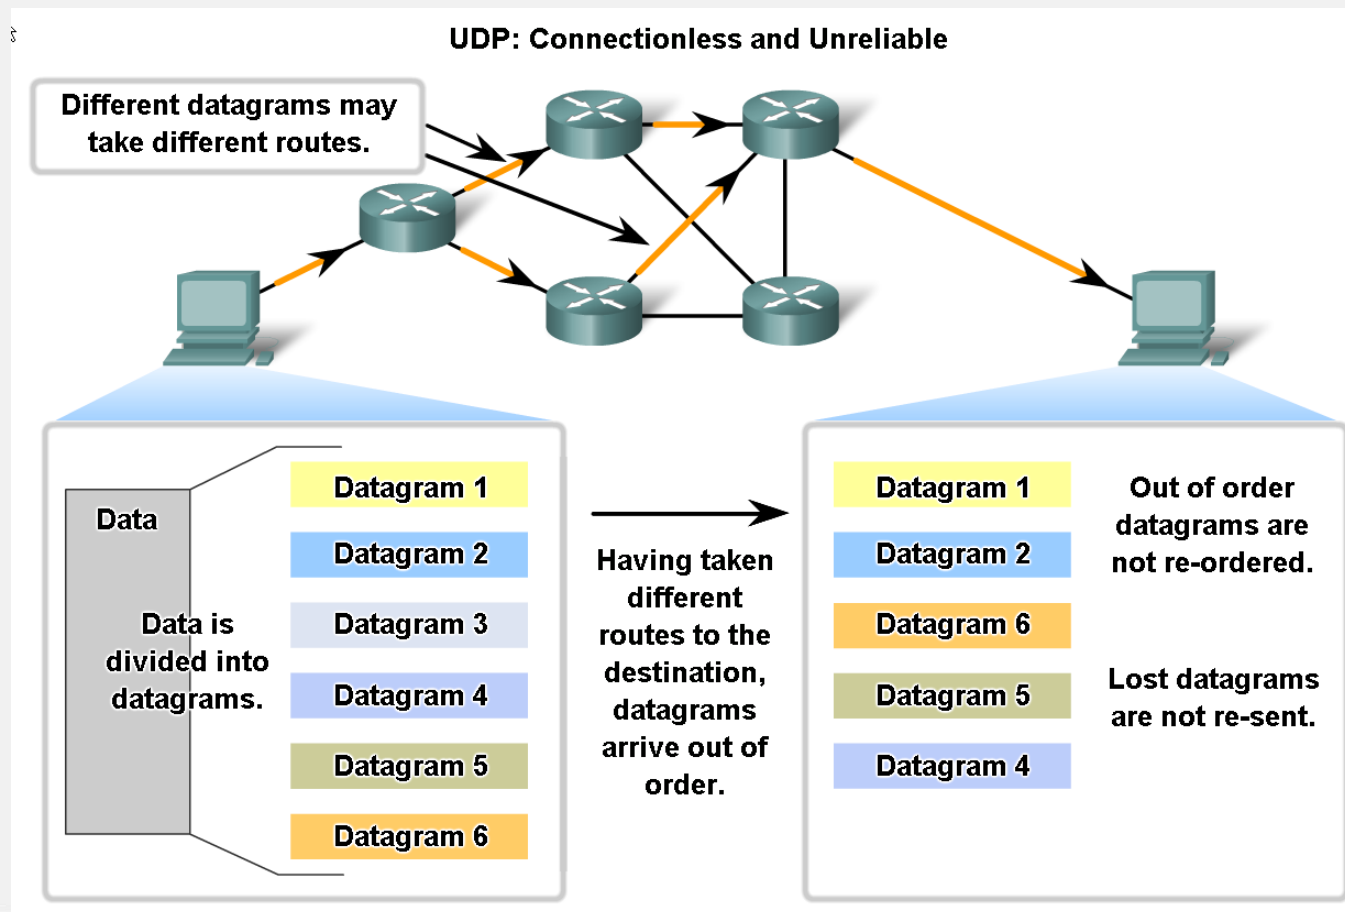 UDP: Connectionless and Unreliable
Different datagrams may
take different routes.
Data
Data is
divided into
datagrams.
Datagram 1
Datagram 2
Datagram 3
Datagram 4
Datagram 5
Datagram 6
Having taken
different
routes to the
destination,
datagrams
arrive out of
order.
Datagram 1
Datagram 2
Datagram 6
Datagram 5
Datagram 4
Out of order
datagrams are
not re-ordered.
Lost datagrams
are not re-sent.